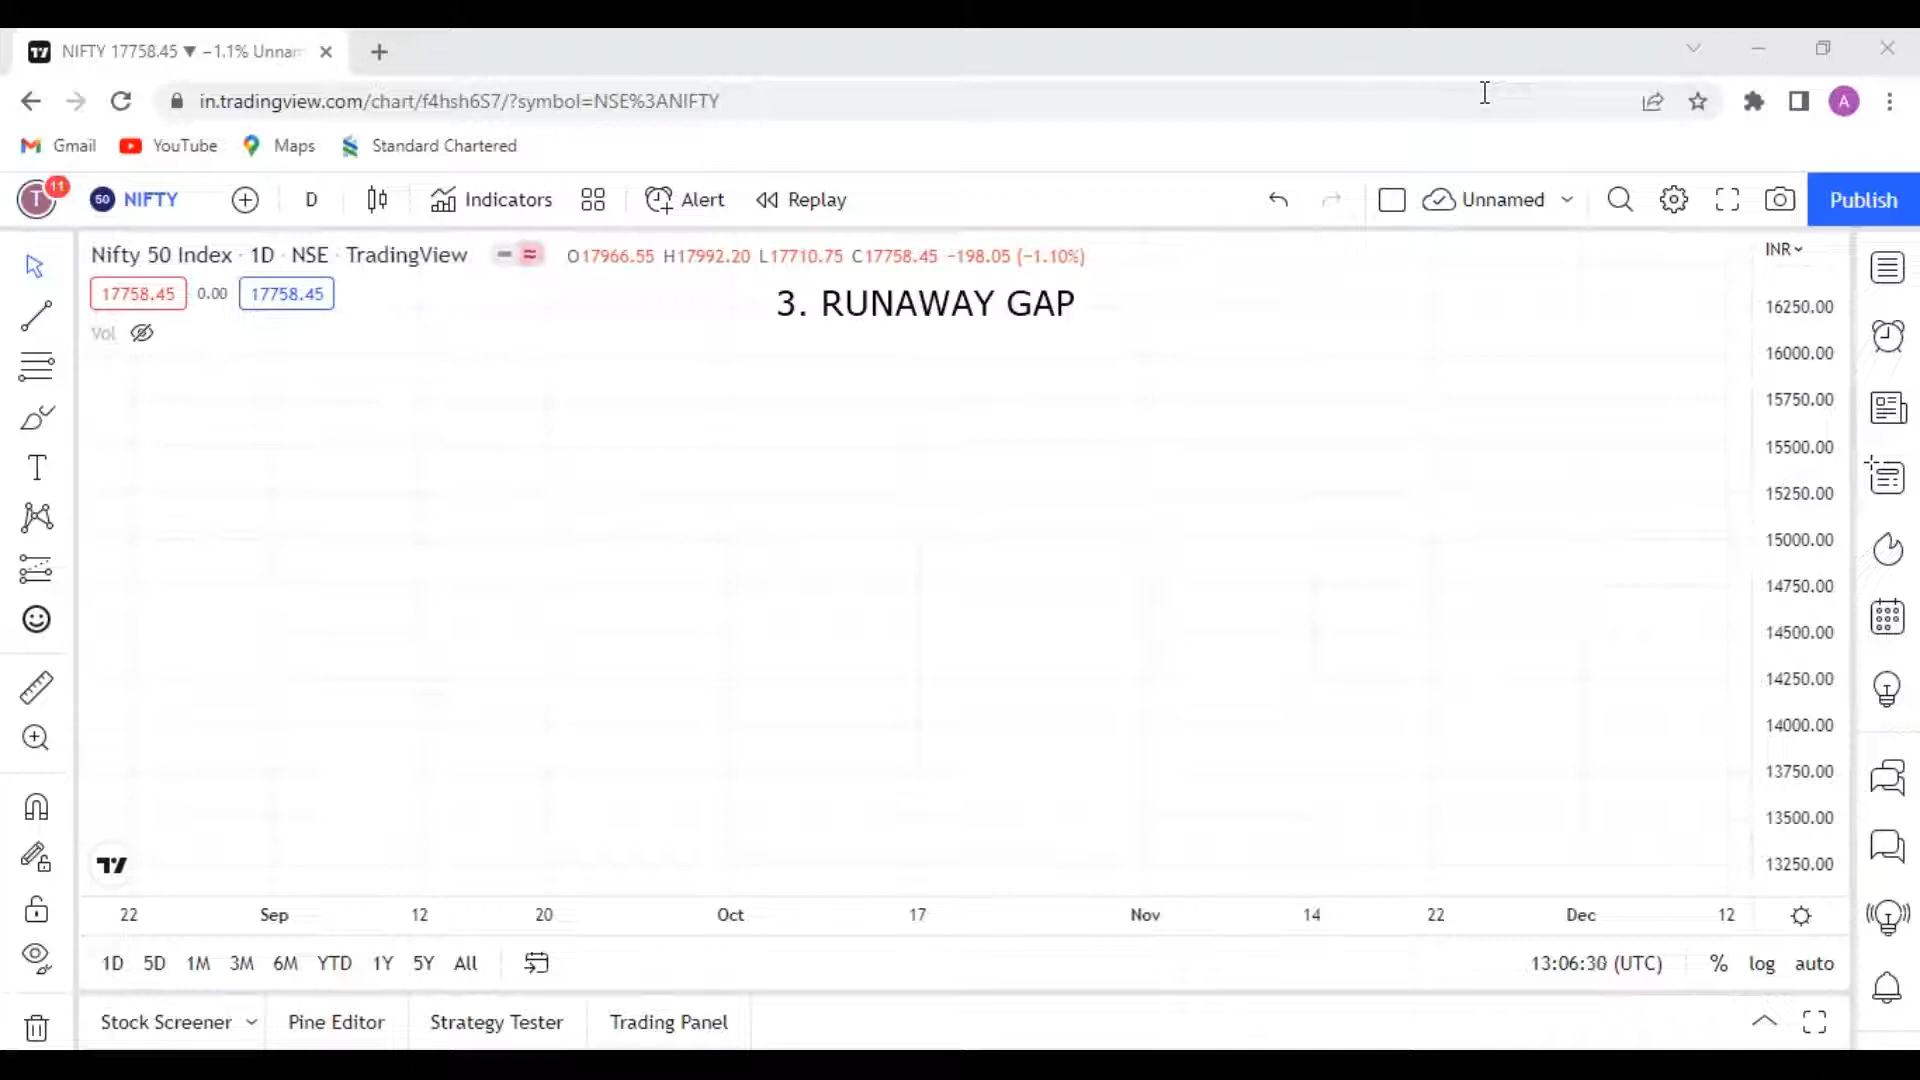 NIFTY 17758.45 ▼ −1.1% Unnam
in.tradingview.com/chart/f4hsh6S7/?symbol=NSE%3ANIFTY
A
Gmail YouTube Maps Standard Chartered
T 11 50 NIFTY D Indicators Alert Replay Unnamed Publish
Nifty 50 Index · 1D · NSE · TradingView O17966.55 H17992.20 L17710.75 C17758.45 −198.05 (−1.10%)
INR
17758.45 0.00 17758.45
3. RUNAWAY GAP
Vol
16250.00
16000.00
15750.00
15500.00
15250.00
15000.00
14750.00
14500.00
14250.00
14000.00
13750.00
13500.00
13250.00
22 Sep 12 20 Oct 17 Nov 14 22 Dec 12
1D 5D 1M 3M 6M YTD 1Y 5Y All 13:06:30 (UTC) % log auto
Stock Screener Pine Editor Strategy Tester Trading Panel